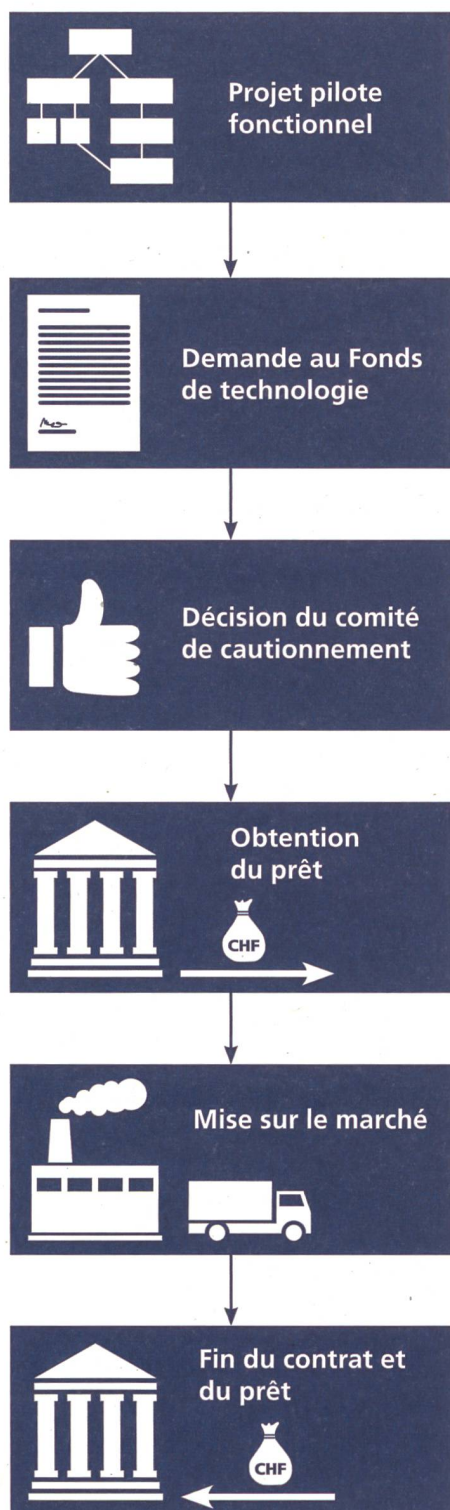 Projet pilote
fonctionnel
Demande au Fonds
de technologie
Décision du comité
de cautionnement
Obtention
du prêt
CHF
Mise sur le marché
Fin du contrat et
du prêt
CHF